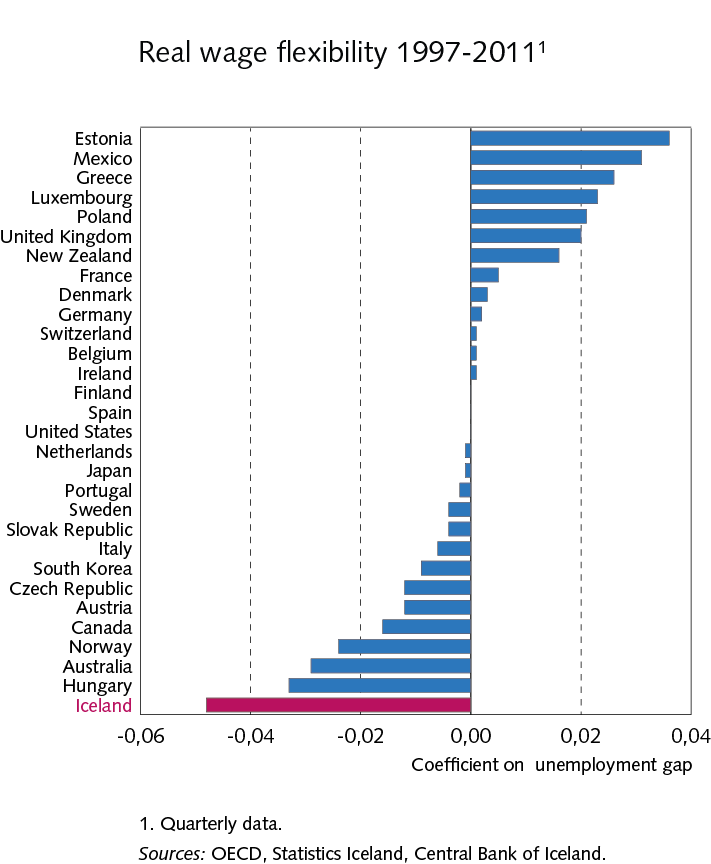 Real wage flexibility 1997-2011¹
Estonia
Mexico
Greece
Luxembourg
Poland
United Kingdom
New Zealand
France
Denmark
Germany
Switzerland
Belgium
Ireland
Finland
Spain
United States
Netherlands
Japan
Portugal
Sweden
Slovak Republic
Italy
South Korea
Czech Republic
Austria
Canada
Norway
Australia
Hungary
Iceland
-0,06 -0,04 -0,02 0,00 0,02 0,04
Coefficient on unemployment gap
1. Quarterly data.
Sources: OECD, Statistics Iceland, Central Bank of Iceland.